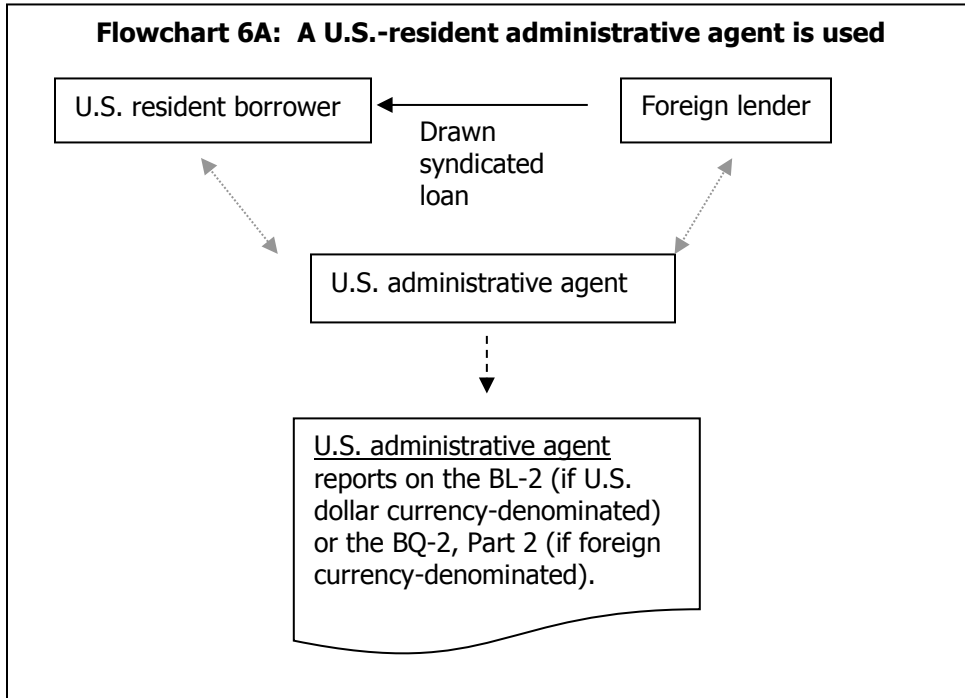 Flowchart 6A: A U.S.-resident administrative agent is used
U.S. resident borrower
Foreign lender
Drawn
syndicated
loan
U.S. administrative agent
U.S. administrative agent
reports on the BL-2 (if U.S.
dollar currency-denominated)
or the BQ-2, Part 2 (if foreign
currency-denominated).